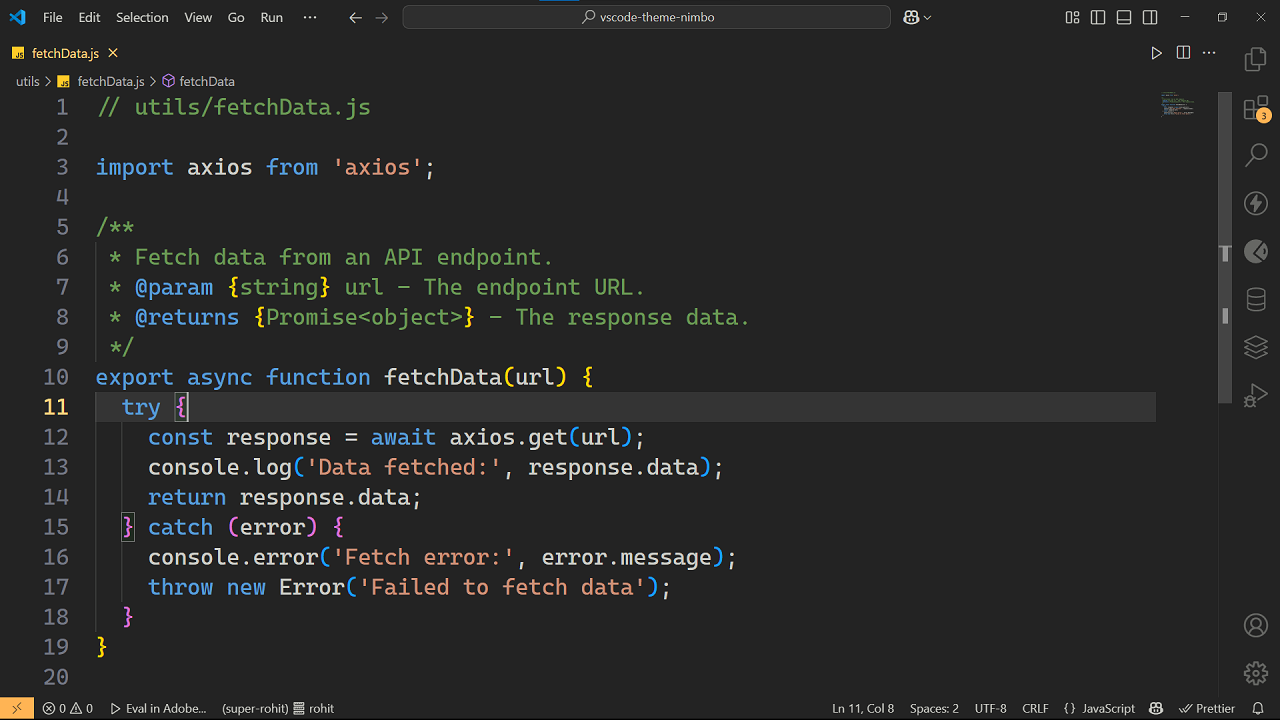 File Edit Selection View Go Run ··· vscode-theme-nimbo
JS fetchData.js
utils > JS fetchData.js > fetchData
1 // utils/fetchData.js
2
3 import axios from 'axios';
4
5 /**
6  * Fetch data from an API endpoint.
7  * @param {string} url - The endpoint URL.
8  * @returns {Promise<object>} - The response data.
9  */
10 export async function fetchData(url) {
11   try {
12     const response = await axios.get(url);
13     console.log('Data fetched:', response.data);
14     return response.data;
15   } catch (error) {
16     console.error('Fetch error:', error.message);
17     throw new Error('Failed to fetch data');
18   }
19 }
20
3
0 0 Eval in Adobe... (super-rohit) rohit Ln 11, Col 8 Spaces: 2 UTF-8 CRLF {} JavaScript Prettier